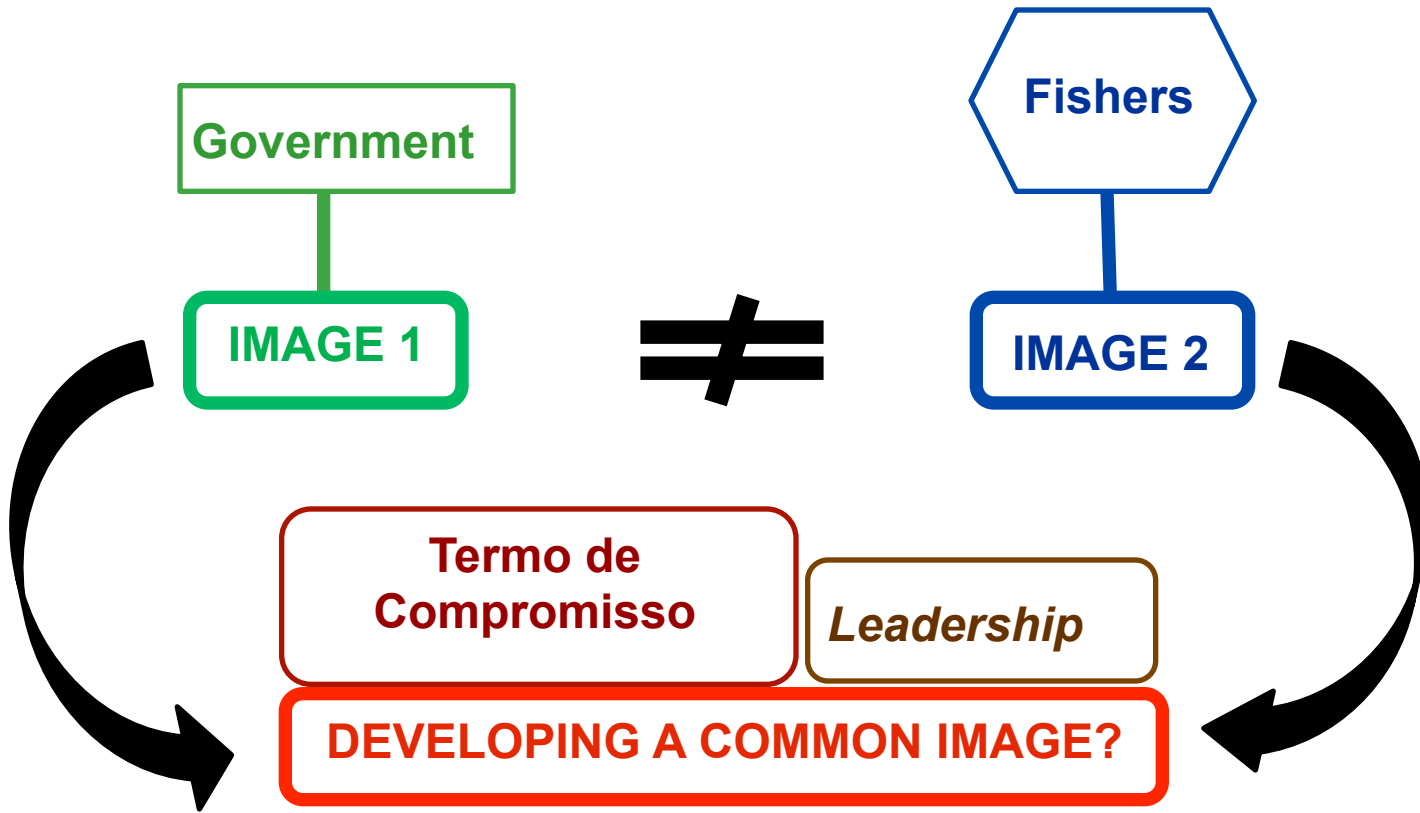 Government
Fishers
IMAGE 1
IMAGE 2
Termo de
Compromisso
Leadership
DEVELOPING A COMMON IMAGE?